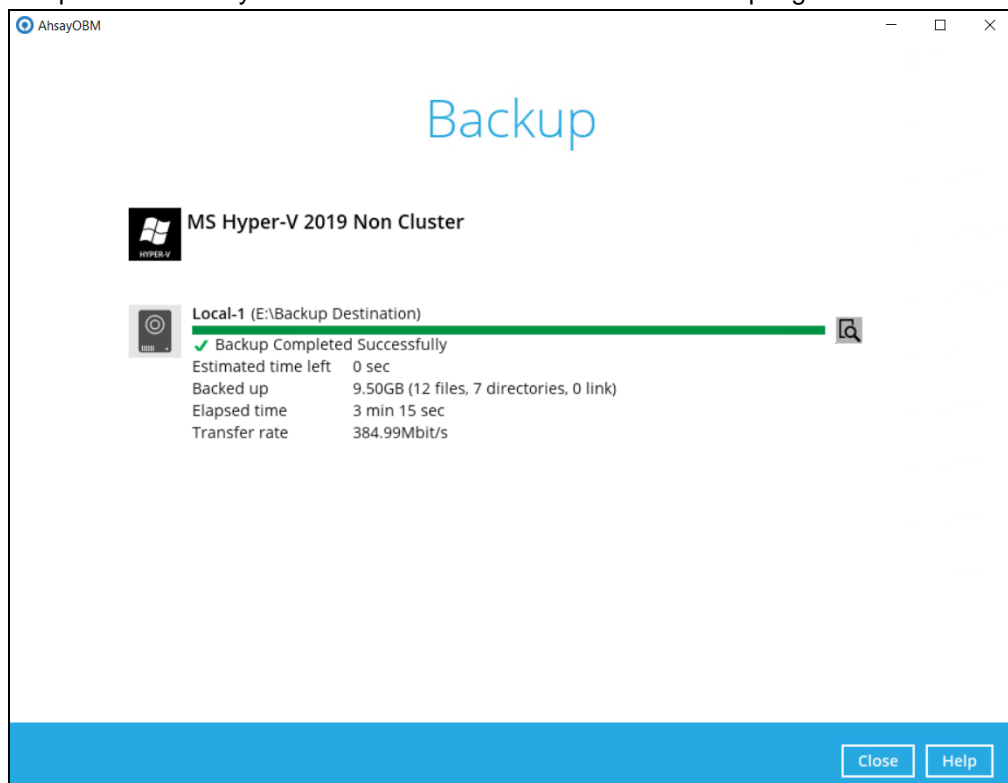 AhsayOBM
Backup
MS Hyper-V 2019 Non Cluster
HYPER-V
Local-1 (E:\Backup Destination)
Backup Completed Successfully
Estimated time left 0 sec
Backed up 9.50GB (12 files, 7 directories, 0 link)
Elapsed time 3 min 15 sec
Transfer rate 384.99Mbit/s
Close Help